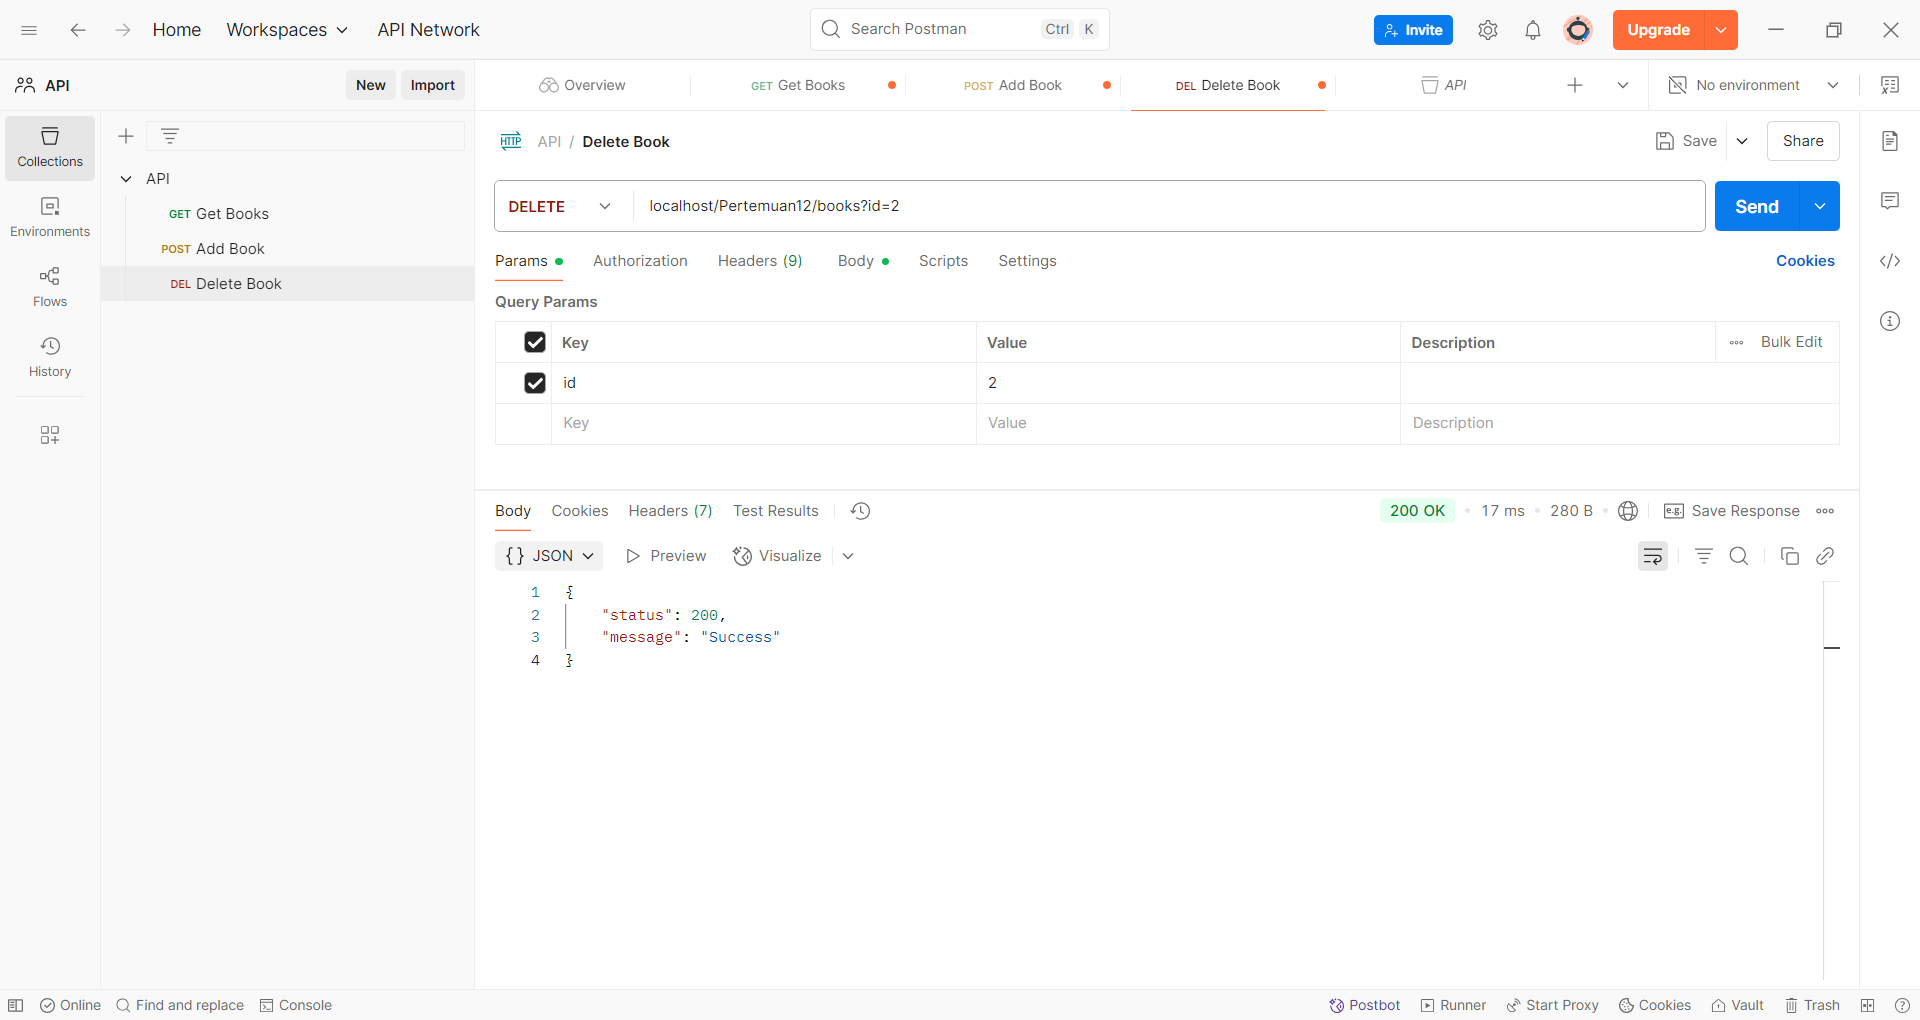 Home Workspaces API Network Search Postman Ctrl K Invite Upgrade
API New Import Overview GET Get Books POST Add Book DEL Delete Book API No environment
Collections
Environments
Flows
History
API
GET Get Books
POST Add Book
DEL Delete Book
HTTP API / Delete Book Save Share
DELETE localhost/Pertemuan12/books?id=2 Send
Params Authorization Headers (9) Body Scripts Settings Cookies
Query Params
Key Value Description Bulk Edit
id 2
Key Value Description
Body Cookies Headers (7) Test Results 200 OK 17 ms 280 B e.g. Save Response
{} JSON Preview Visualize
1 {
2 "status": 200,
3 "message": "Success"
4 }
Online Find and replace Console Postbot Runner Start Proxy Cookies Vault Trash